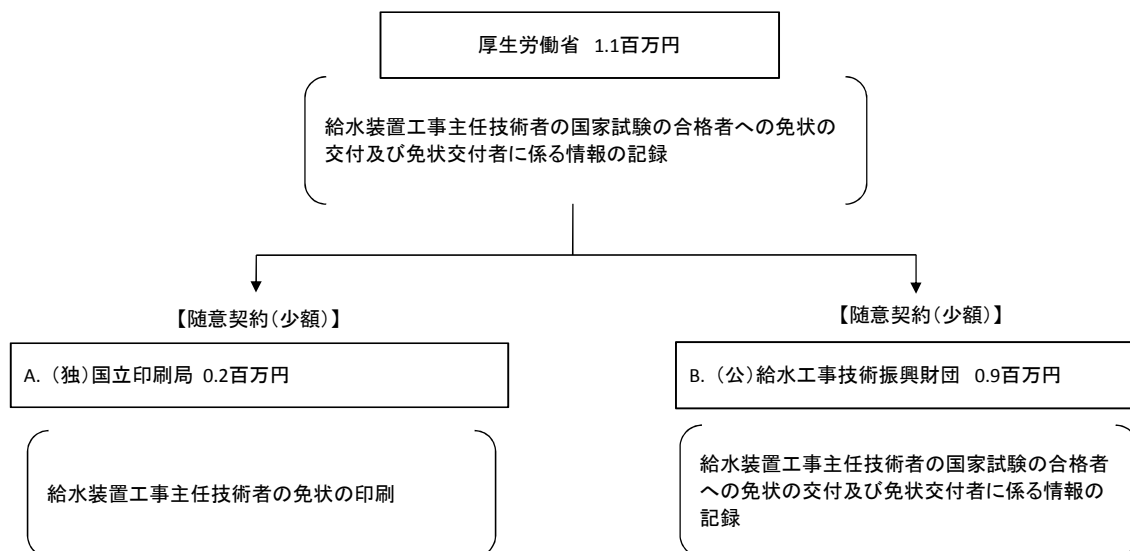 厚生労働省 1.1百万円
給水装置工事主任技術者の国家試験の合格者への免状の
交付及び免状交付者に係る情報の記録
【随意契約(少額)】
A. (独)国立印刷局 0.2百万円
給水装置工事主任技術者の免状の印刷
【随意契約(少額)】
B. (公)給水工事技術振興財団 0.9百万円
給水装置工事主任技術者の国家試験の合格者
への免状の交付及び免状交付者に係る情報の
記録